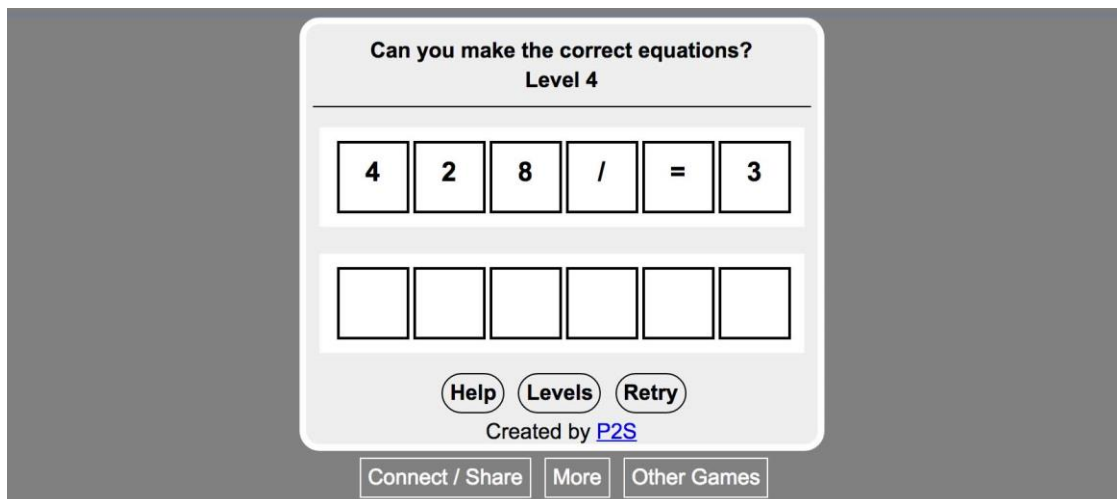 Can you make the correct equations?
Level 4
4 2 8 / = 3
Help Levels Retry
Created by P2S
Connect / Share More Other Games